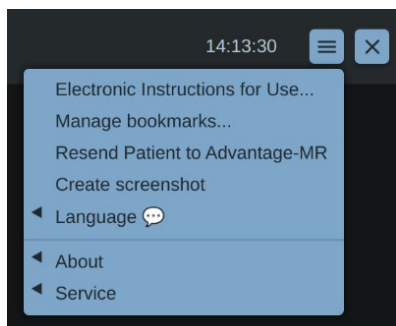 14:13:30
Electronic Instructions for Use...
Manage bookmarks...
Resend Patient to Advantage-MR
Create screenshot
Language 💬
About
Service